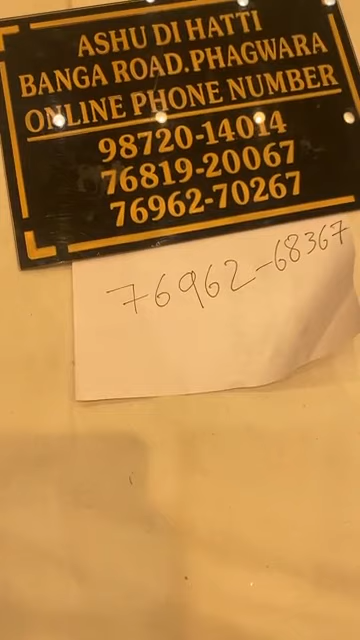 ASHU DI HATTI
BANGA ROAD.PHAGWARA
ONLINE PHONE NUMBER
98720-14014
76819-20067
76962-70267
76962-68367